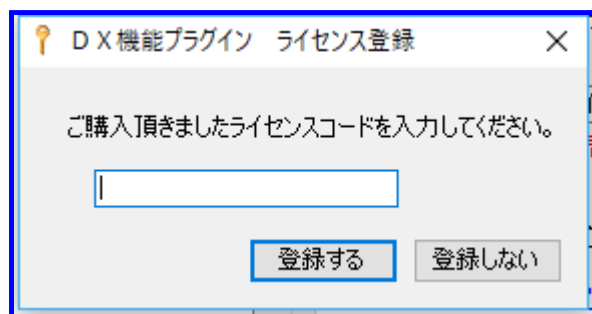 ＤＸ機能プラグイン　ライセンス登録
ご購入頂きましたライセンスコードを入力してください。
登録する　登録しない